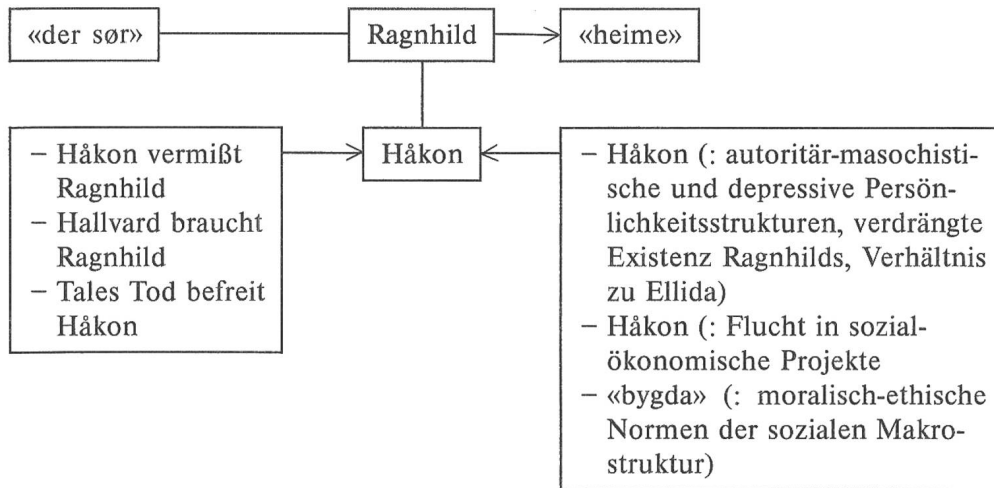 «der sør»
Ragnhild
«heime»
– Håkon vermißt
Ragnhild
– Hallvard braucht
Ragnhild
– Tales Tod befreit
Håkon
Håkon
– Håkon (: autoritär-masochisti-
sche und depressive Persön-
lichkeitsstrukturen, verdrängte
Existenz Ragnhilds, Verhältnis
zu Ellida)
– Håkon (: Flucht in sozial-
ökonomische Projekte
– «bygda» (: moralisch-ethische
Normen der sozialen Makro-
struktur)